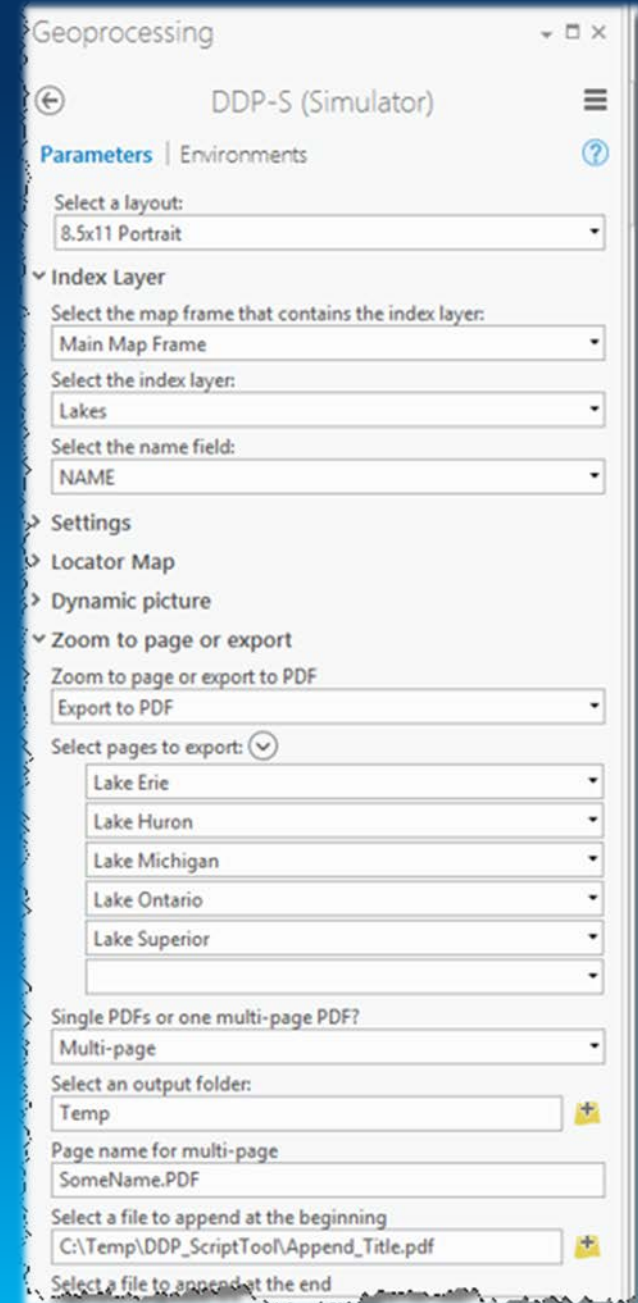 Geoprocessing
DDP-S (Simulator)
Parameters | Environments
Select a layout:
8.5x11 Portrait
Index Layer
Select the map frame that contains the index layer:
Main Map Frame
Select the index layer:
Lakes
Select the name field:
NAME
Settings
Locator Map
Dynamic picture
Zoom to page or export
Zoom to page or export to PDF
Export to PDF
Select pages to export:
Lake Erie
Lake Huron
Lake Michigan
Lake Ontario
Lake Superior
Single PDFs or one multi-page PDF?
Multi-page
Select an output folder:
Temp
Page name for multi-page
SomeName.PDF
Select a file to append at the beginning
C:\Temp\DDP_ScriptTool\Append_Title.pdf
Select a file to append at the end